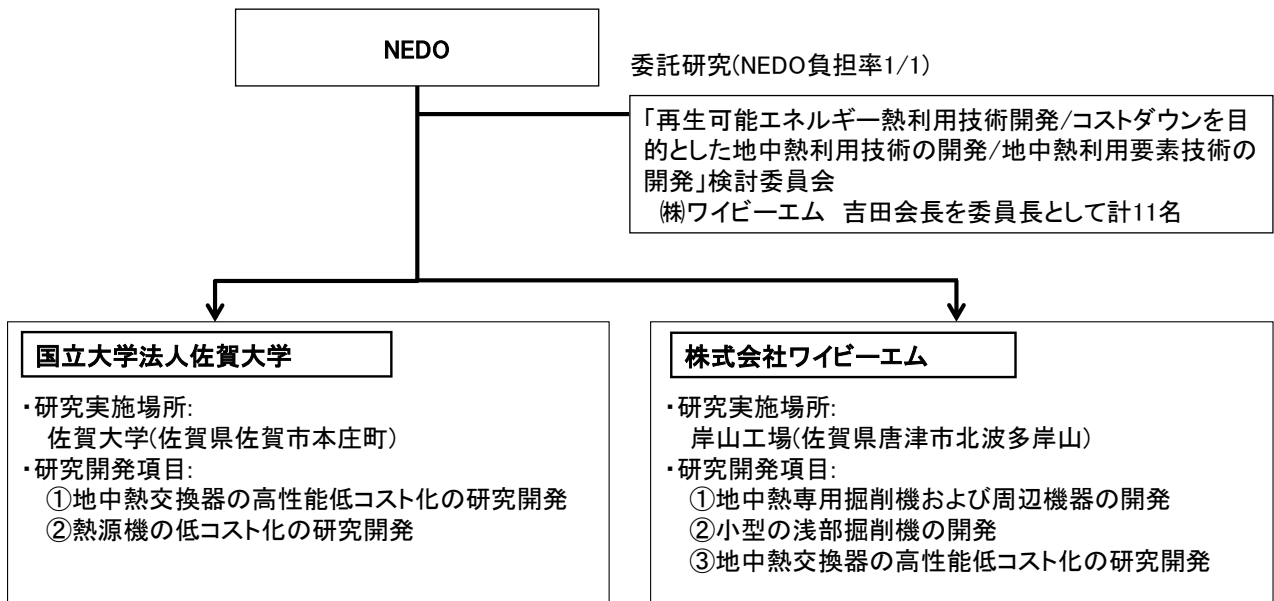 NEDO
委託研究(NEDO負担率1/1)
「再生可能エネルギー熱利用技術開発/コストダウンを目
的とした地中熱利用技術の開発/地中熱利用要素技術の
開発」検討委員会
㈱ワイビーエム　吉田会長を委員長として計11名
国立大学法人佐賀大学
・研究実施場所:
佐賀大学(佐賀県佐賀市本庄町)
・研究開発項目:
①地中熱交換器の高性能低コスト化の研究開発
②熱源機の低コスト化の研究開発
株式会社ワイビーエム
・研究実施場所:
岸山工場(佐賀県唐津市北波多岸山)
・研究開発項目:
①地中熱専用掘削機および周辺機器の開発
②小型の浅部掘削機の開発
③地中熱交換器の高性能低コスト化の研究開発